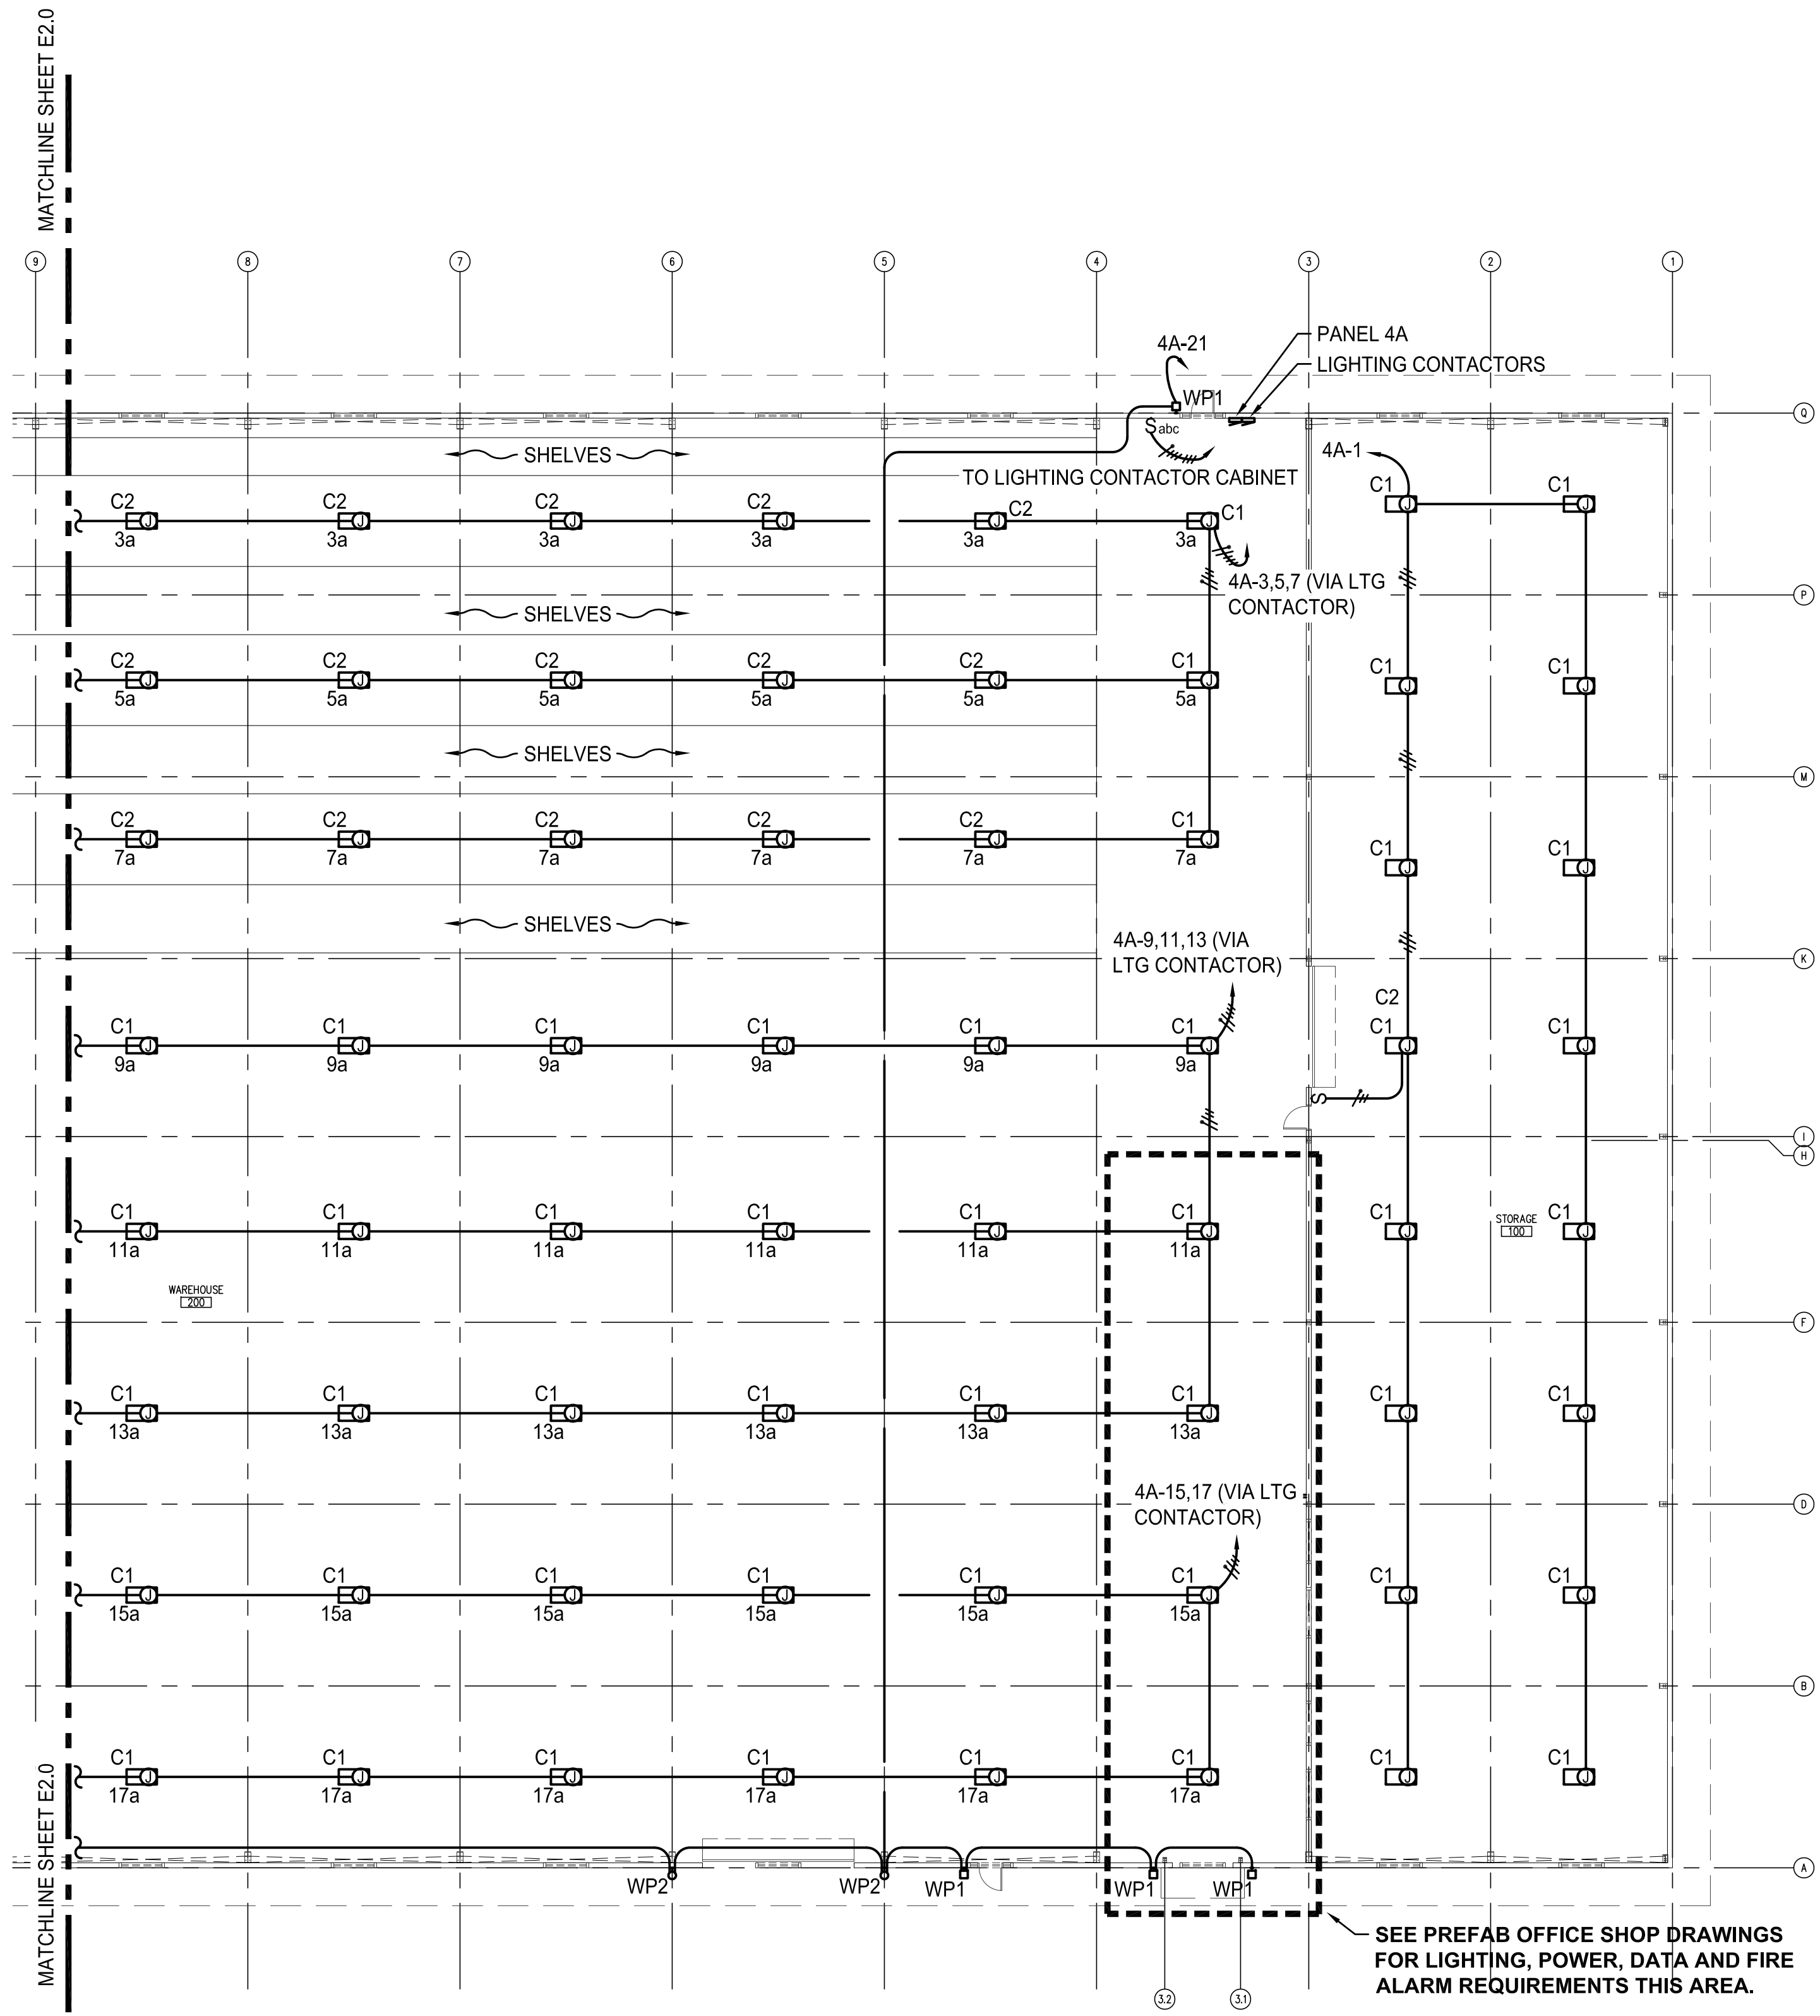 MATCHLINE SHEET E2.0
9
8
7
6
5
4
3
2
1
4A-21
PANEL 4A
LIGHTING CONTACTORS
WP1
Q
Sabc
SHELVES
TO LIGHTING CONTACTOR CABINET
4A-1
C1
C1
C2
C2
C2
C2
C2
C1
J
J
J
J
J
J
J
J
3a
3a
3a
3a
3a
3a
4A-3,5,7 (VIA LTG
CONTACTOR)
P
SHELVES
C2
C2
C2
C2
C2
C1
C1
C1
J
J
J
J
J
J
J
J
5a
5a
5a
5a
5a
5a
SHELVES
M
C2
C2
C2
C2
C2
C1
C1
C1
J
J
J
J
J
J
J
J
7a
7a
7a
7a
7a
7a
SHELVES
4A-9,11,13 (VIA
LTG CONTACTOR)
K
C2
C1
C1
C1
C1
C1
C1
C1
C1
J
J
J
J
J
J
J
J
9a
9a
9a
9a
9a
9a
S
I
H
C1
C1
C1
C1
C1
C1
C1
C1
STORAGE
100
J
J
J
J
J
J
J
J
11a
11a
11a
11a
11a
11a
WAREHOUSE
200
F
C1
C1
C1
C1
C1
C1
C1
C1
J
J
J
J
J
J
J
J
13a
13a
13a
13a
13a
13a
4A-15,17 (VIA LTG
CONTACTOR)
D
C1
C1
C1
C1
C1
C1
C1
C1
J
J
J
J
J
J
J
J
15a
15a
15a
15a
15a
15a
B
C1
C1
C1
C1
C1
C1
C1
C1
J
J
J
J
J
J
J
J
17a
17a
17a
17a
17a
17a
MATCHLINE SHEET E2.0
WP2
WP2
WP1
WP1
WP1
A
SEE PREFAB OFFICE SHOP DRAWINGS
FOR LIGHTING, POWER, DATA AND FIRE
ALARM REQUIREMENTS THIS AREA.
3.2
3.1